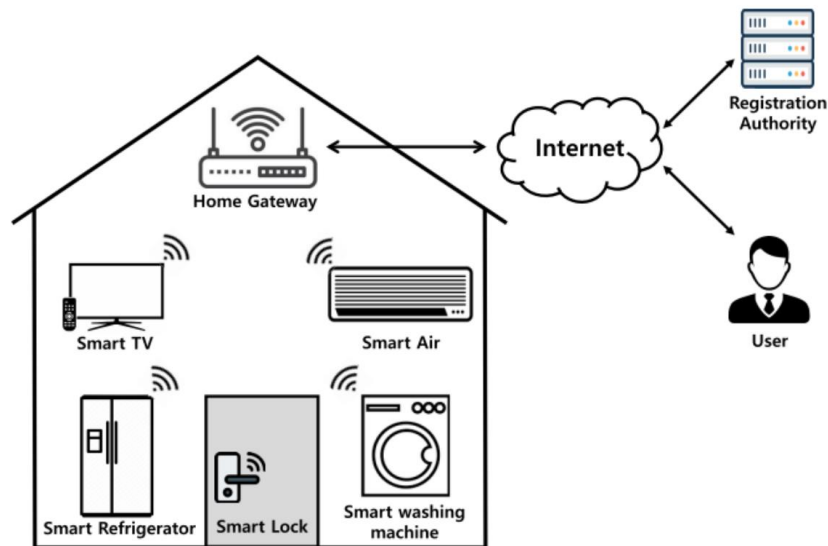 Registration
Authority
Internet
Home Gateway
Smart TV
Smart Air
User
Smart Refrigerator
Smart Lock
Smart washing
machine